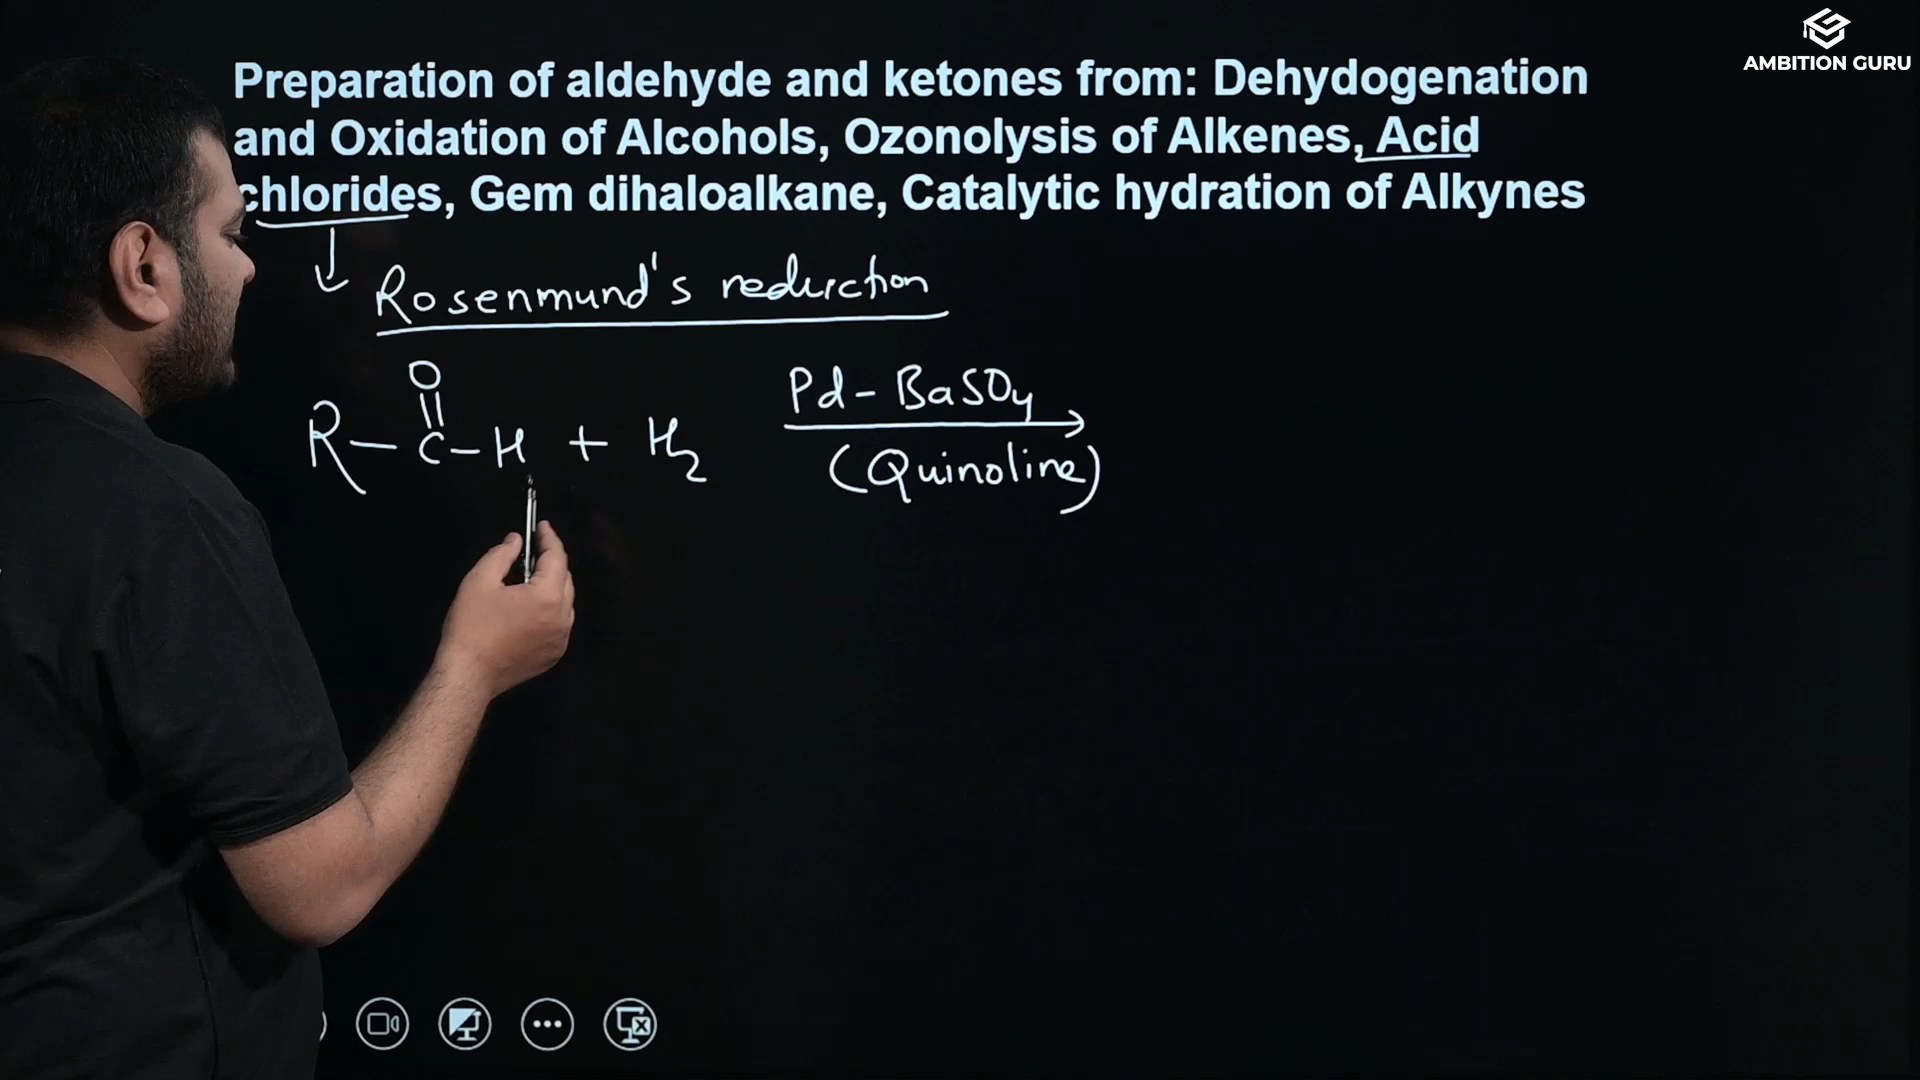 AMBITION GURU
Preparation of aldehyde and ketones from: Dehydogenation
and Oxidation of Alcohols, Ozonolysis of Alkenes, Acid
chlorides, Gem dihaloalkane, Catalytic hydration of Alkynes
Rosenmund's reduction
O
R - C - H + H2 Pd - BaSO4
(Quinoline)